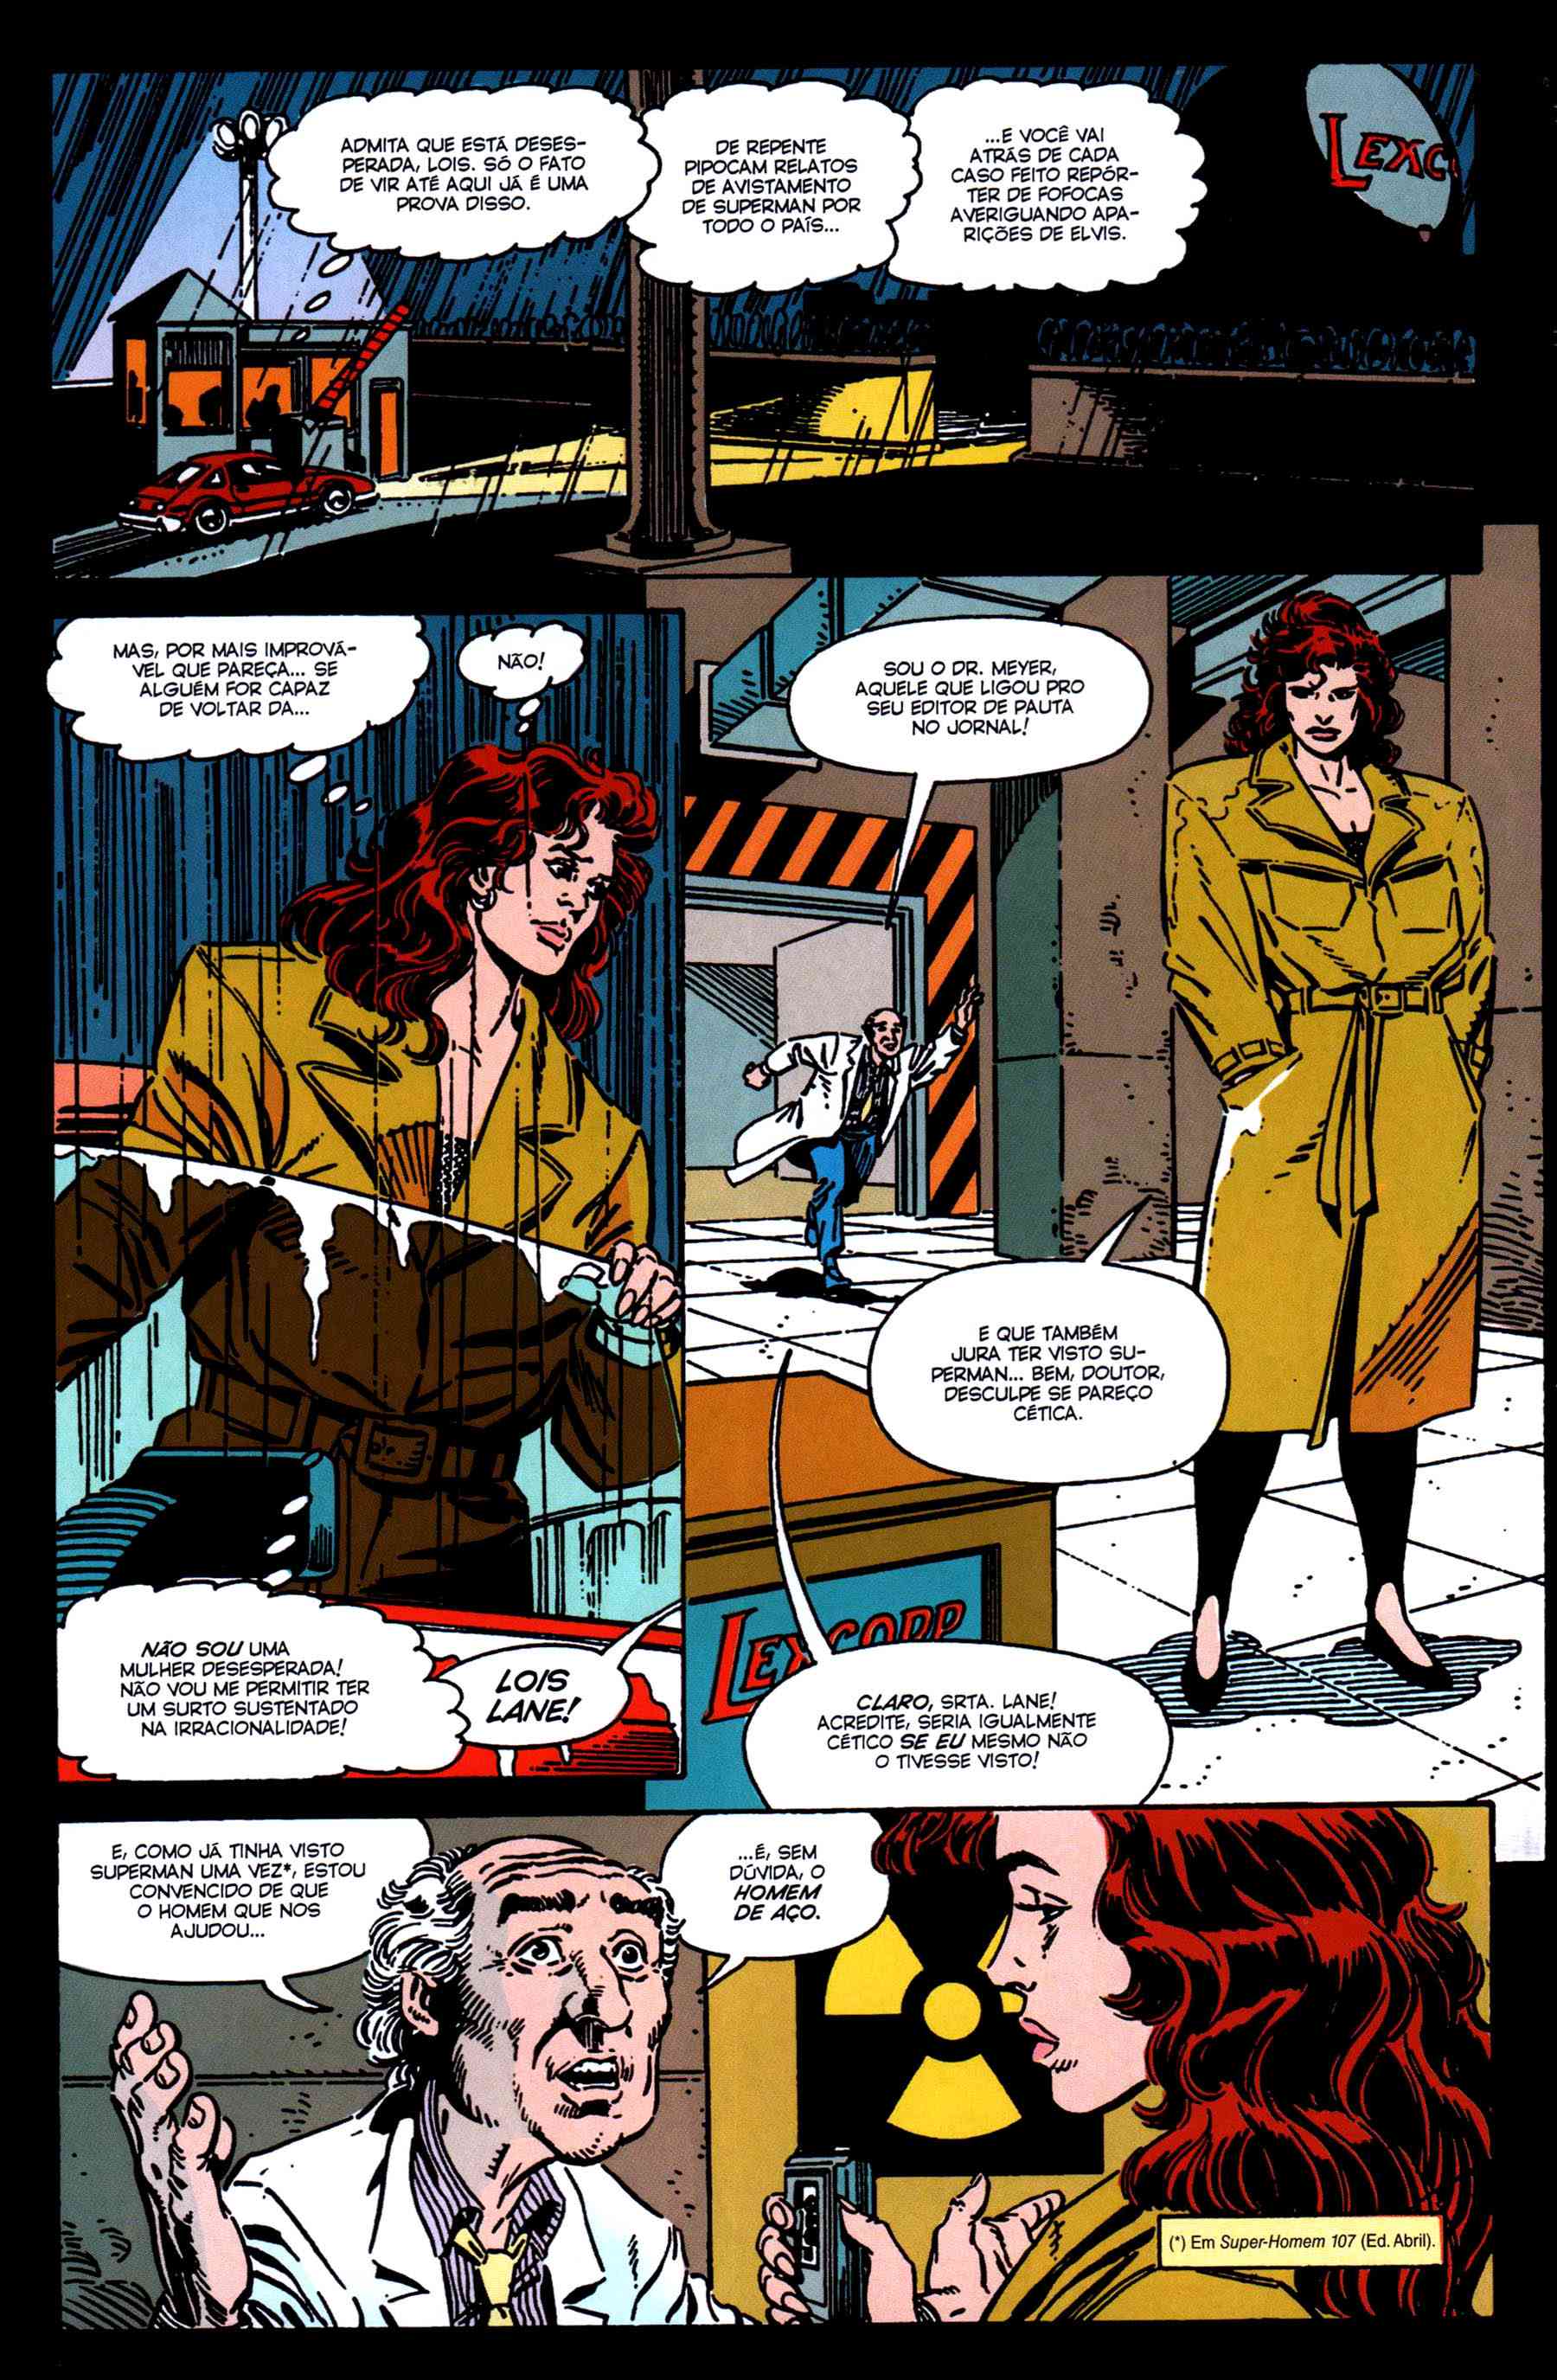 ADMITA QUE ESTÁ DESES-
PERADA, LOIS. SÓ O FATO
DE VIR ATÉ AQUI JÁ É UMA
PROVA DISSO.
DE REPENTE
PIPOCAM RELATOS
DE AVISTAMENTO
DE SUPERMAN POR
TODO O PAÍS...
...E VOCÊ VAI
ATRÁS DE CADA
CASO FEITO REPÓR-
TER DE FOFOCAS
AVERIGUANDO APA-
RIÇÕES DE ELVIS.
LEXC
MAS, POR MAIS IMPROVÁ-
VEL QUE PAREÇA... SE
ALGUÉM FOR CAPAZ
DE VOLTAR DA...
NÃO!
NÃO SOU UMA
MULHER DESESPERADA!
NÃO VOU ME PERMITIR TER
UM SURTO SUSTENTADO
NA IRRACIONALIDADE!
LOIS
LANE!
SOU O DR. MEYER,
AQUELE QUE LIGOU PRO
SEU EDITOR DE PAUTA
NO JORNAL!
E QUE TAMBÉM
JURA TER VISTO SU-
PERMAN... BEM, DOUTOR,
DESCULPE SE PAREÇO
CÉTICA.
LEXCORP
CLARO, SRTA. LANE!
ACREDITE, SERIA IGUALMENTE
CÉTICO SE EU MESMO NÃO
O TIVESSE VISTO!
E, COMO JÁ TINHA VISTO
SUPERMAN UMA VEZ*, ESTOU
CONVENCIDO DE QUE
O HOMEM QUE NOS
AJUDOU...
...É, SEM
DÚVIDA, O
HOMEM
DE AÇO.
(*) Em Super-Homem 107 (Ed. Abril).